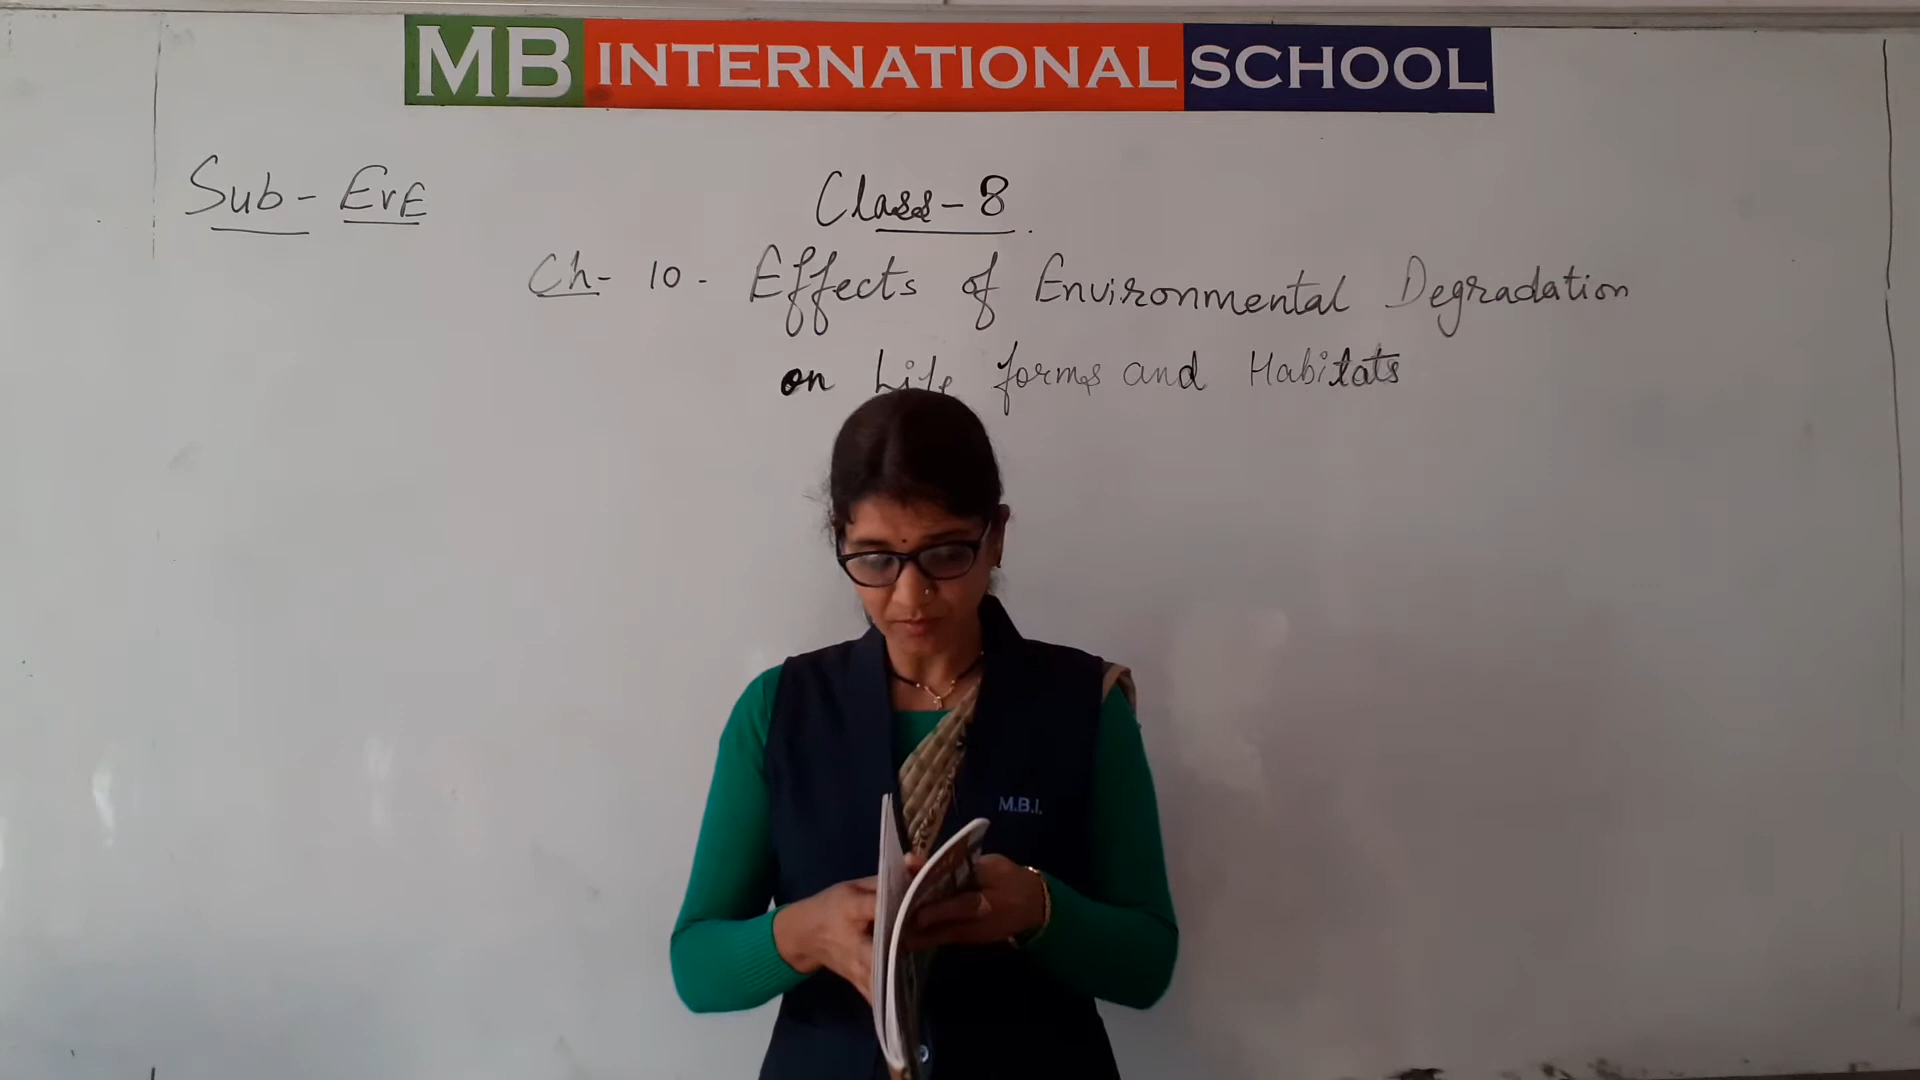 MB INTERNATIONAL SCHOOL
Sub - EVE
Class - 8
Ch - 10 - Effects of Environmental Degradation
on Life forms and Habitats
M.B.I.